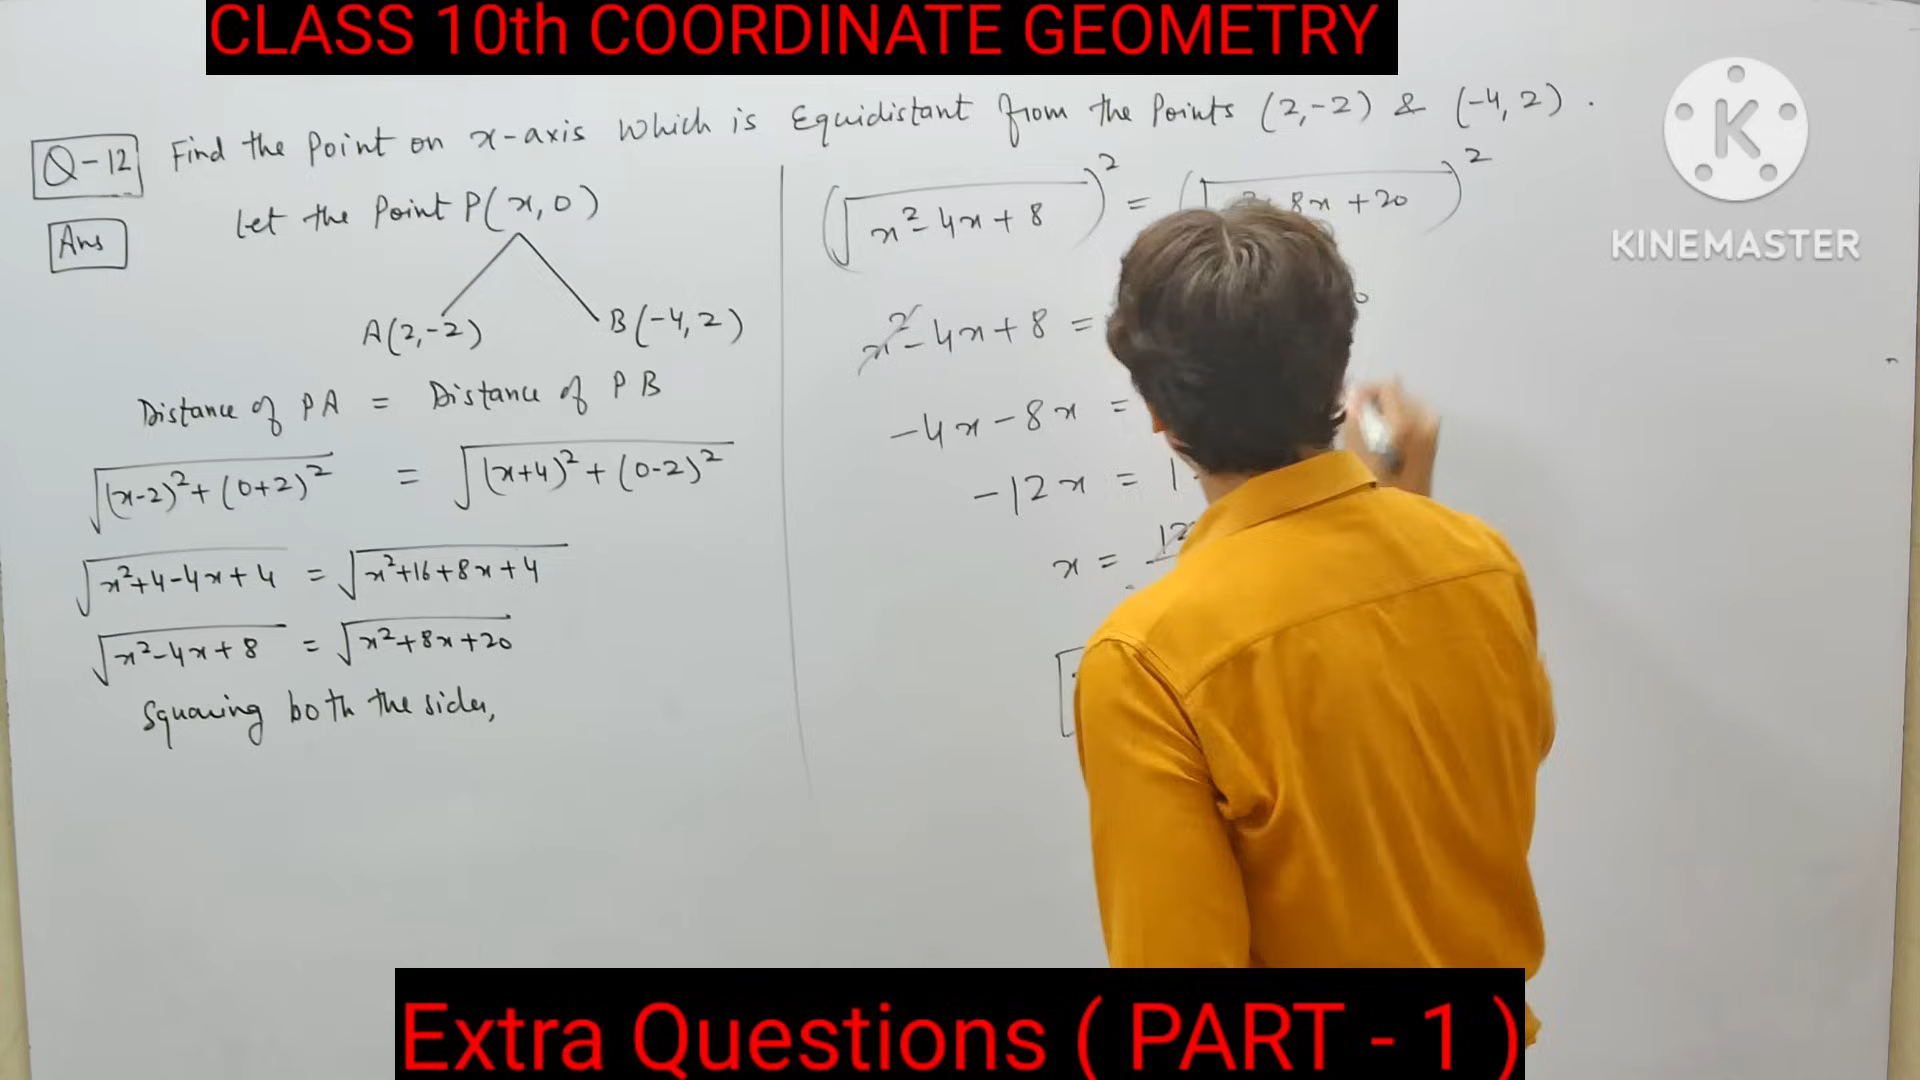 CLASS 10th COORDINATE GEOMETRY
Q-12 Find the Point on x-axis Which is Equidistant from the Points (2,-2) & (-4,2).
Ans Let the Point P(x,0)
A(2,-2) B(-4,2)
Distance of PA = Distance of PB
√(x-2)²+(0+2)² = √(x+4)²+(0-2)²
√x²+4-4x+4 = √x²+16+8x+4
√x²-4x+8 = √x²+8x+20
Squaring both the sides,
(√x²-4x+8)² = (√ 8x+20)²
x²-4x+8 =
-4x-8x =
-12x = 1
x = 12
K
KINEMASTER
Extra Questions ( PART - 1 )